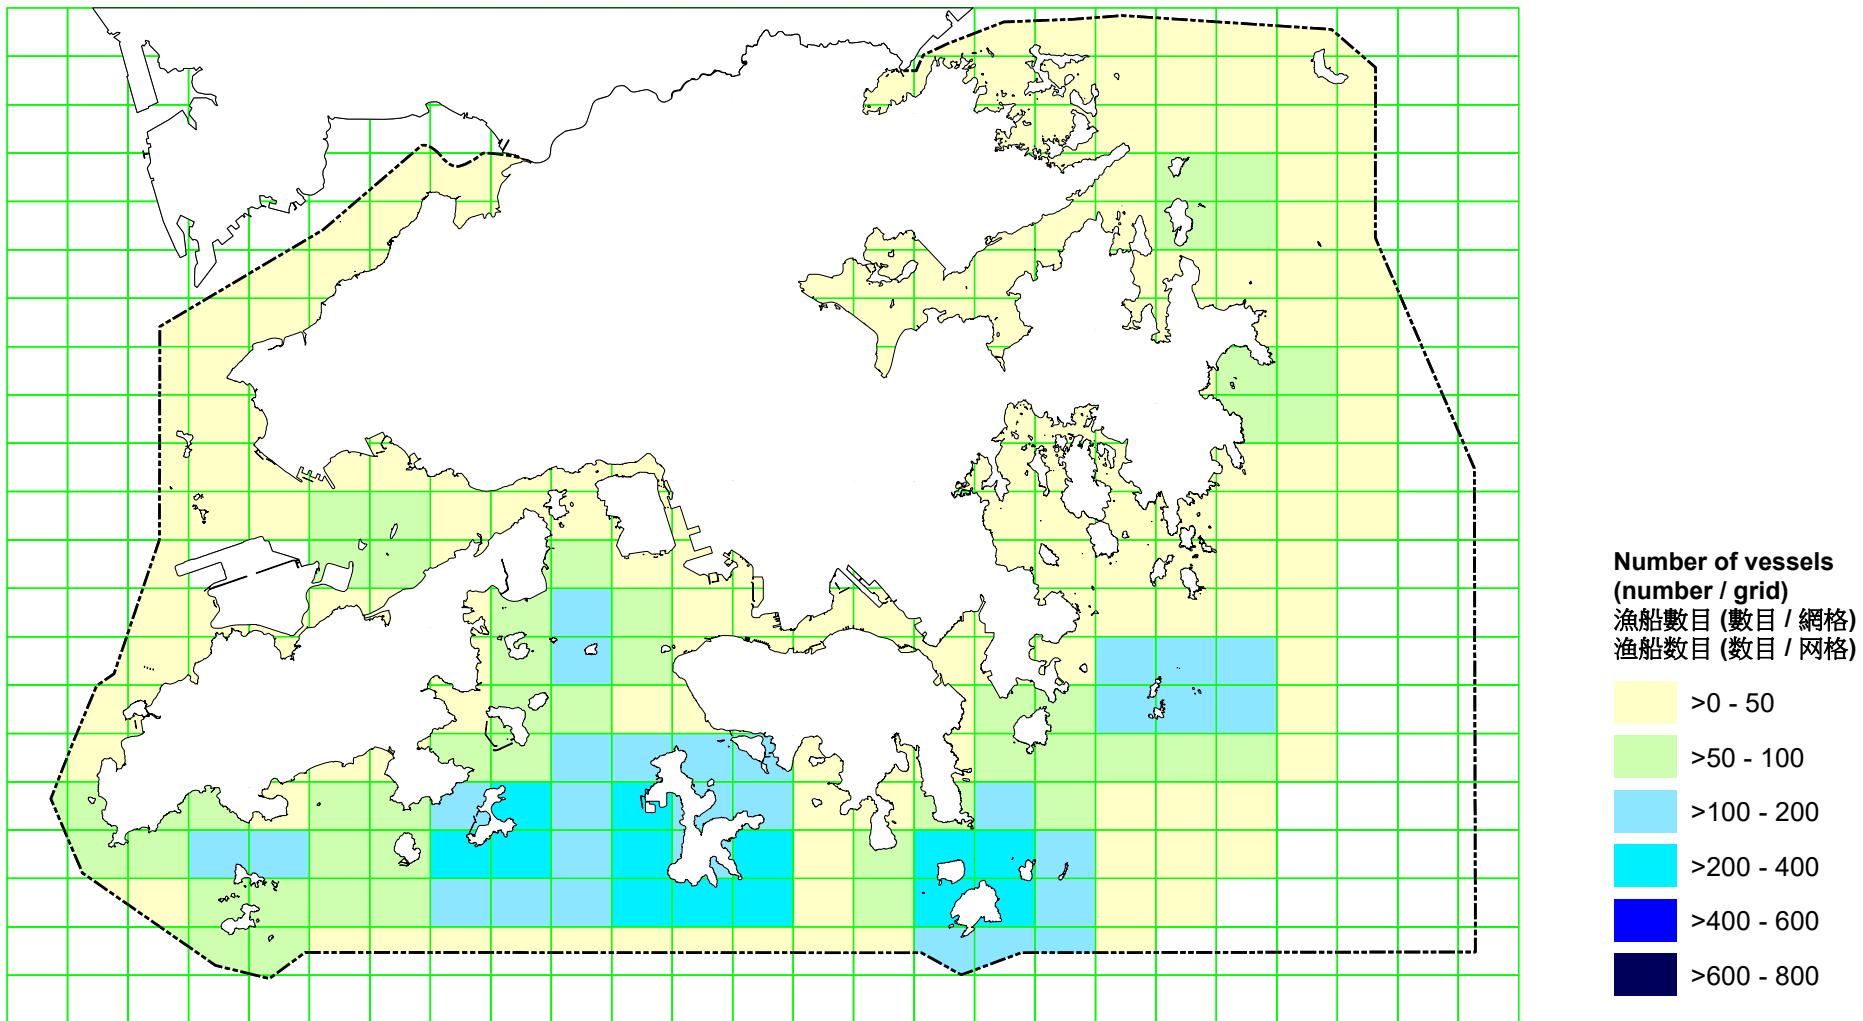 Number of vessels
(number / grid)
漁船數目 (數目 / 網格)
渔船数目 (数目 / 网格)
>0 - 50
>50 - 100
>100 - 200
>200 - 400
>400 - 600
>600 - 800